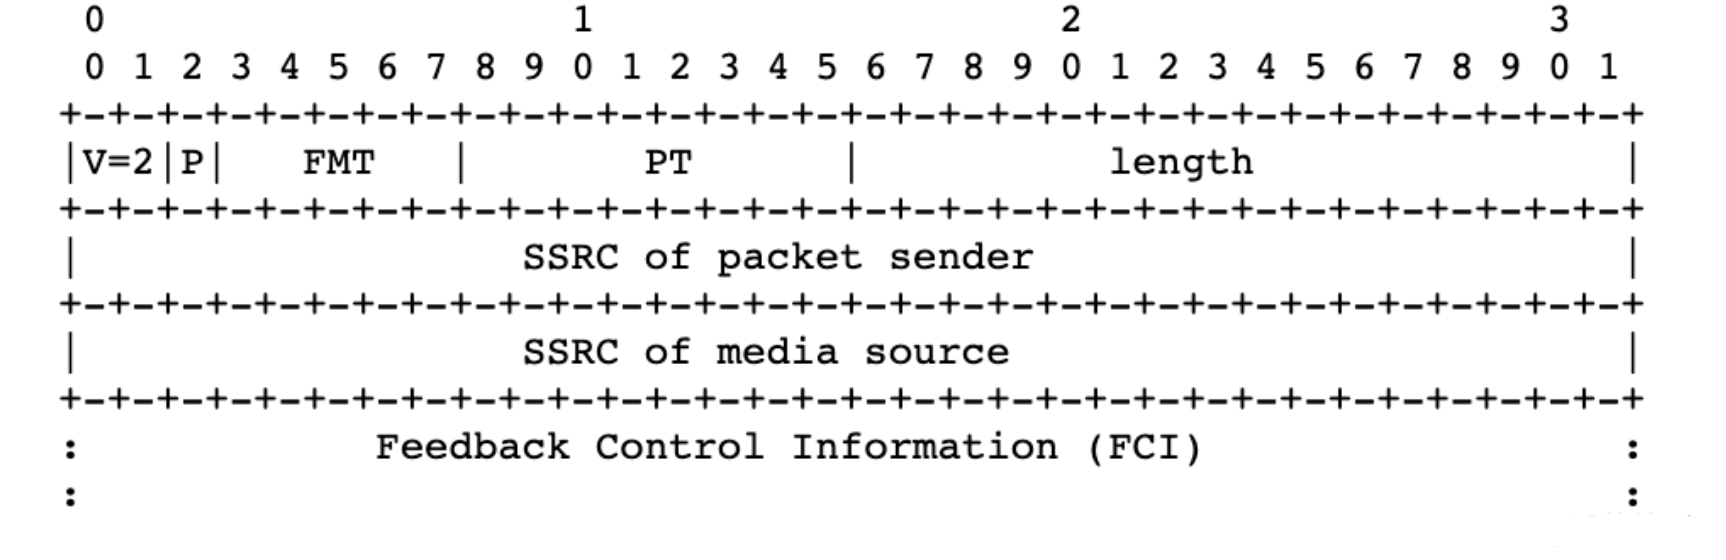 0 1 2 3
0 1 2 3 4 5 6 7 8 9 0 1 2 3 4 5 6 7 8 9 0 1 2 3 4 5 6 7 8 9 0 1
+-+-+-+-+-+-+-+-+-+-+-+-+-+-+-+-+-+-+-+-+-+-+-+-+-+-+-+-+-+-+-+-+
|V=2|P| FMT | PT | length |
+-+-+-+-+-+-+-+-+-+-+-+-+-+-+-+-+-+-+-+-+-+-+-+-+-+-+-+-+-+-+-+-+
| SSRC of packet sender |
+-+-+-+-+-+-+-+-+-+-+-+-+-+-+-+-+-+-+-+-+-+-+-+-+-+-+-+-+-+-+-+-+
| SSRC of media source |
+-+-+-+-+-+-+-+-+-+-+-+-+-+-+-+-+-+-+-+-+-+-+-+-+-+-+-+-+-+-+-+-+
: Feedback Control Information (FCI) :
: :